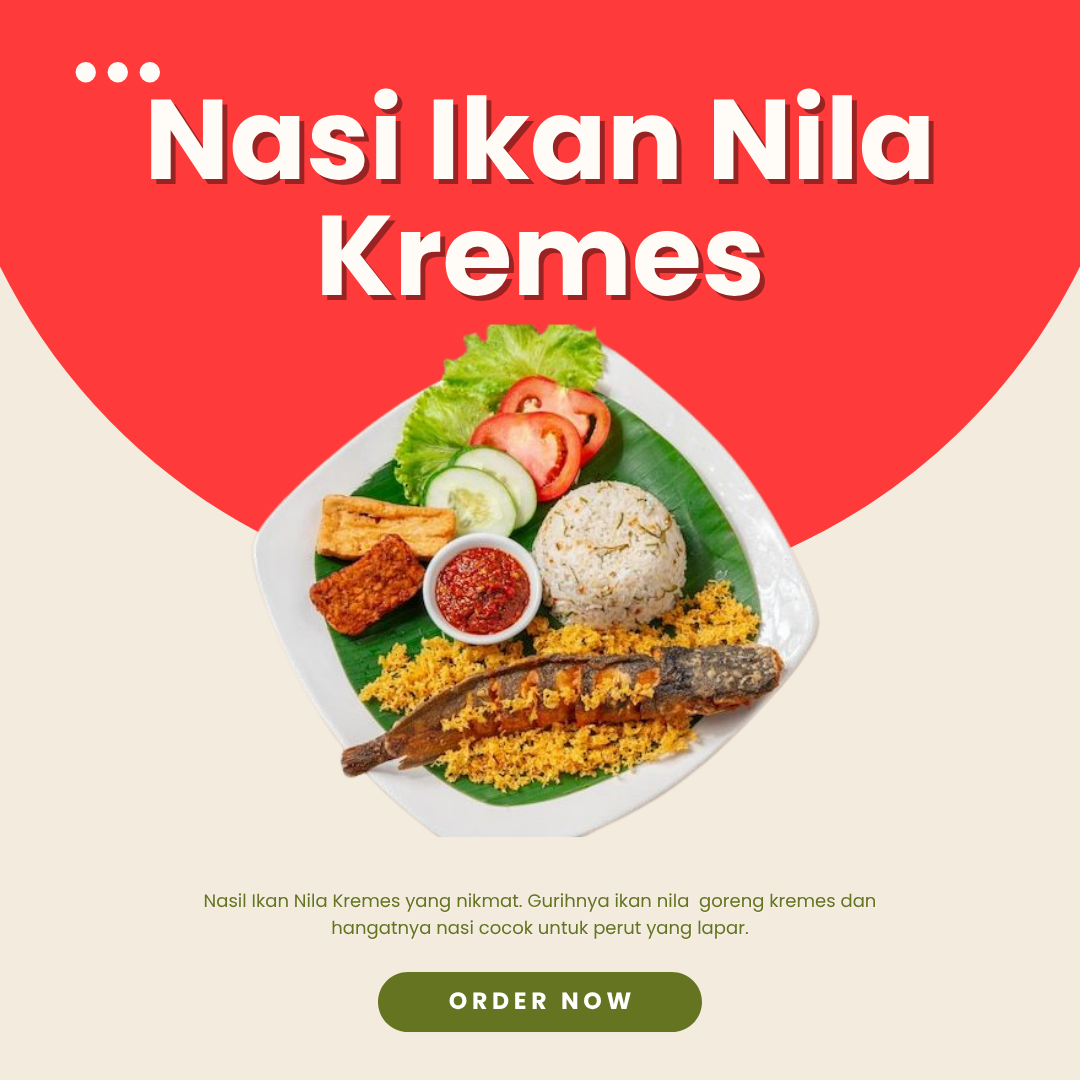 Nasi Ikan Nila
Kremes
Nasil Ikan Nila Kremes yang nikmat. Gurihnya ikan nila  goreng kremes dan
hangatnya nasi cocok untuk perut yang lapar.
ORDER NOW